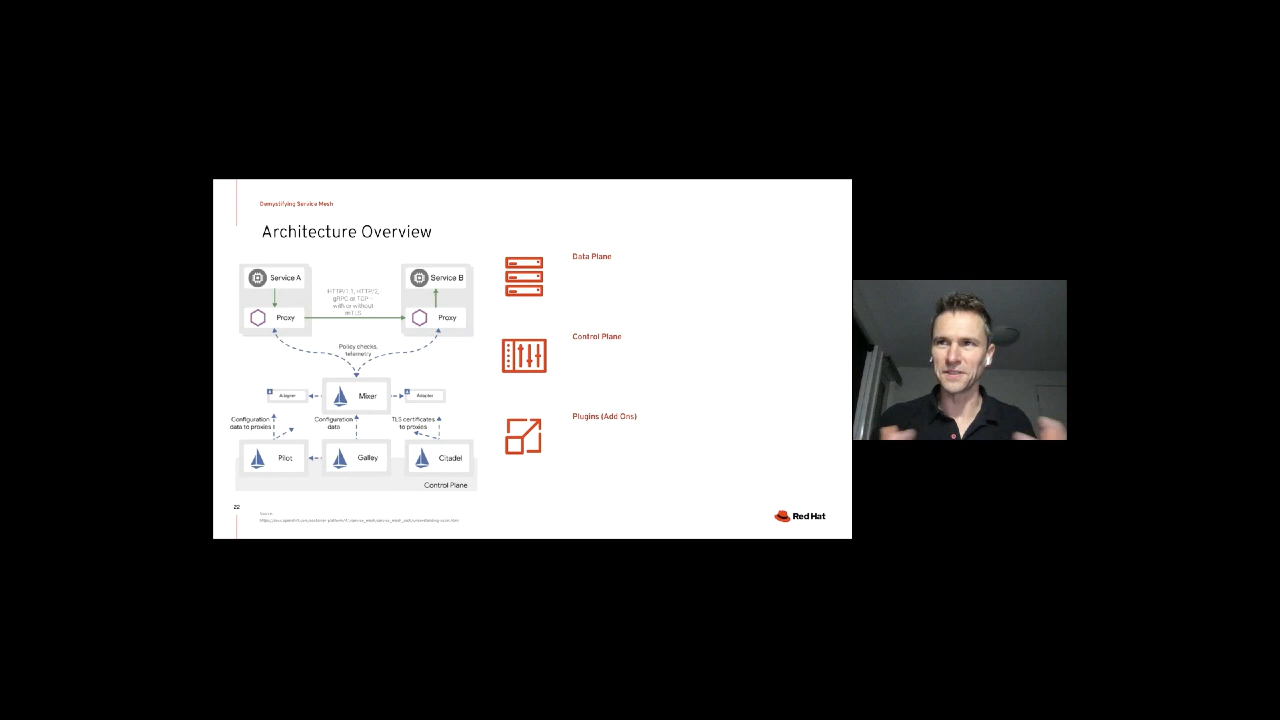 Demystifying Service Mesh
Architecture Overview
Service A
Service B
HTTP/1.1, HTTP/2,
gRPC or TCP --
with or without
mTLS
Proxy
Proxy
Policy checks,
telemetry
Mixer
Adapter
Adapter
Configuration
data to proxies
Configuration
data
TLS certificates
to proxies
Pilot
Galley
Citadel
Control Plane
Data Plane
Control Plane
Plugins (Add Ons)
22
Source:
Red Hat